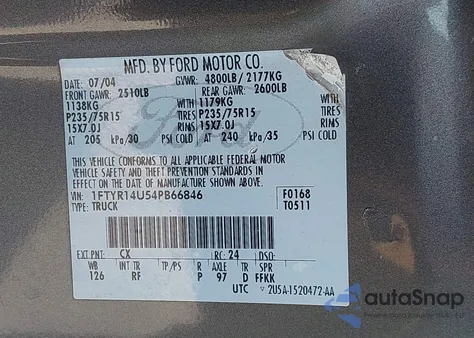 MFD. BY FORD MOTOR CO.
DATE: 07/04 GVWR: 4800LB / 2177KG
FRONT GAWR: 2510LB REAR GAWR: 2600LB
1138KG 1179KG
P235/75R15 TIRES P235/75R15 TIRES
15X7.0J RIMS 15X7.0J RIMS
AT 205 kPa/30 PSI COLD AT 240 kPa/35 PSI COLD
Ford
THIS VEHICLE CONFORMS TO ALL APPLICABLE FEDERAL MOTOR
VEHICLE SAFETY AND THEFT PREVENTION STANDARDS IN
EFFECT ON THE DATE OF MANUFACTURE SHOWN ABOVE.
VIN: 1FTYR14U54PB66846 F0168
TYPE: TRUCK T0511
EXT PNT: CX RC: 24 DSO:
WB INT TR TP/PS R AXLE TR SPR
126 RF P 97 D FFKK
UTC 2U5A-1520472-AA
autoSnap